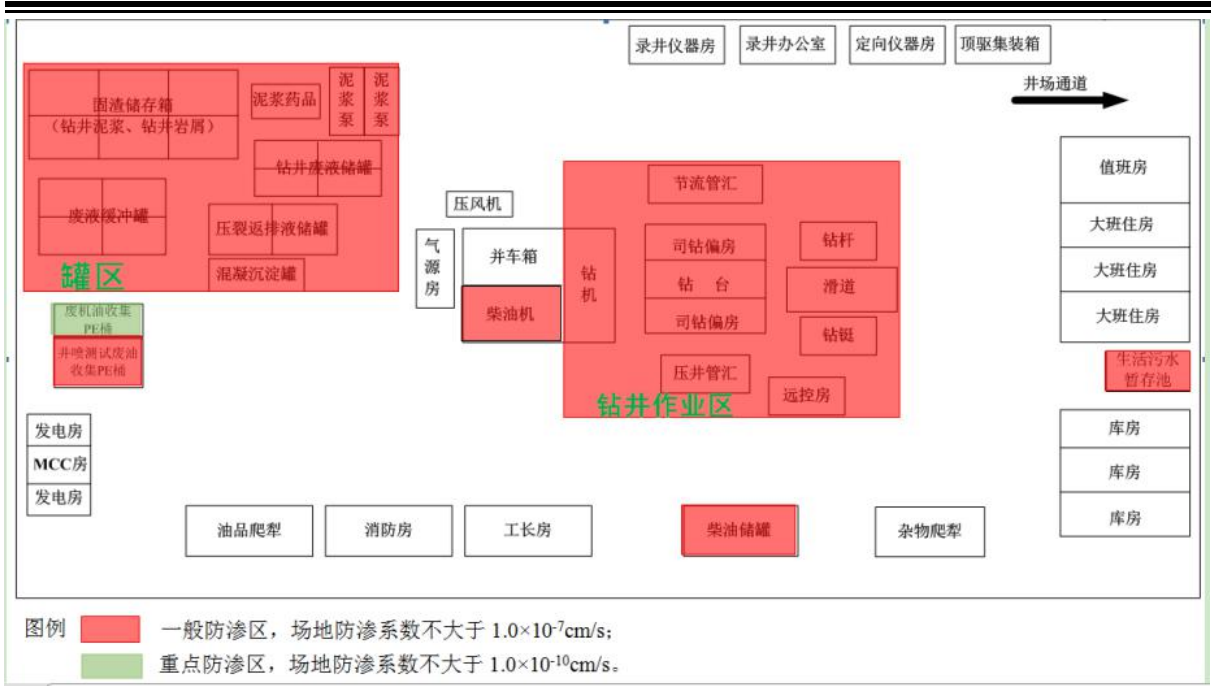 录井仪器房
录井办公室
定向仪器房
顶驱集装箱
井场通道
固渣储存箱
（钻井泥浆、钻井岩屑）
泥浆药品
泥浆泵
泥浆泵
钻井废液储罐
废液缓冲罐
压裂返排液储罐
混凝沉淀罐
罐区
废机油收集
PE桶
井喷测试废油
收集PE桶
压风机
气源房
并车箱
柴油机
钻机
节流管汇
司钻偏房
钻 台
司钻偏房
压井管汇
钻杆
滑道
钻铤
远控房
钻井作业区
值班房
大班住房
大班住房
大班住房
生活污水
暂存池
库房
库房
库房
发电房
MCC房
发电房
油品爬犁
消防房
工长房
柴油储罐
杂物爬犁
图例
一般防渗区，场地防渗系数不大于 1.0×10⁻⁷cm/s；
重点防渗区，场地防渗系数不大于 1.0×10⁻¹⁰cm/s。